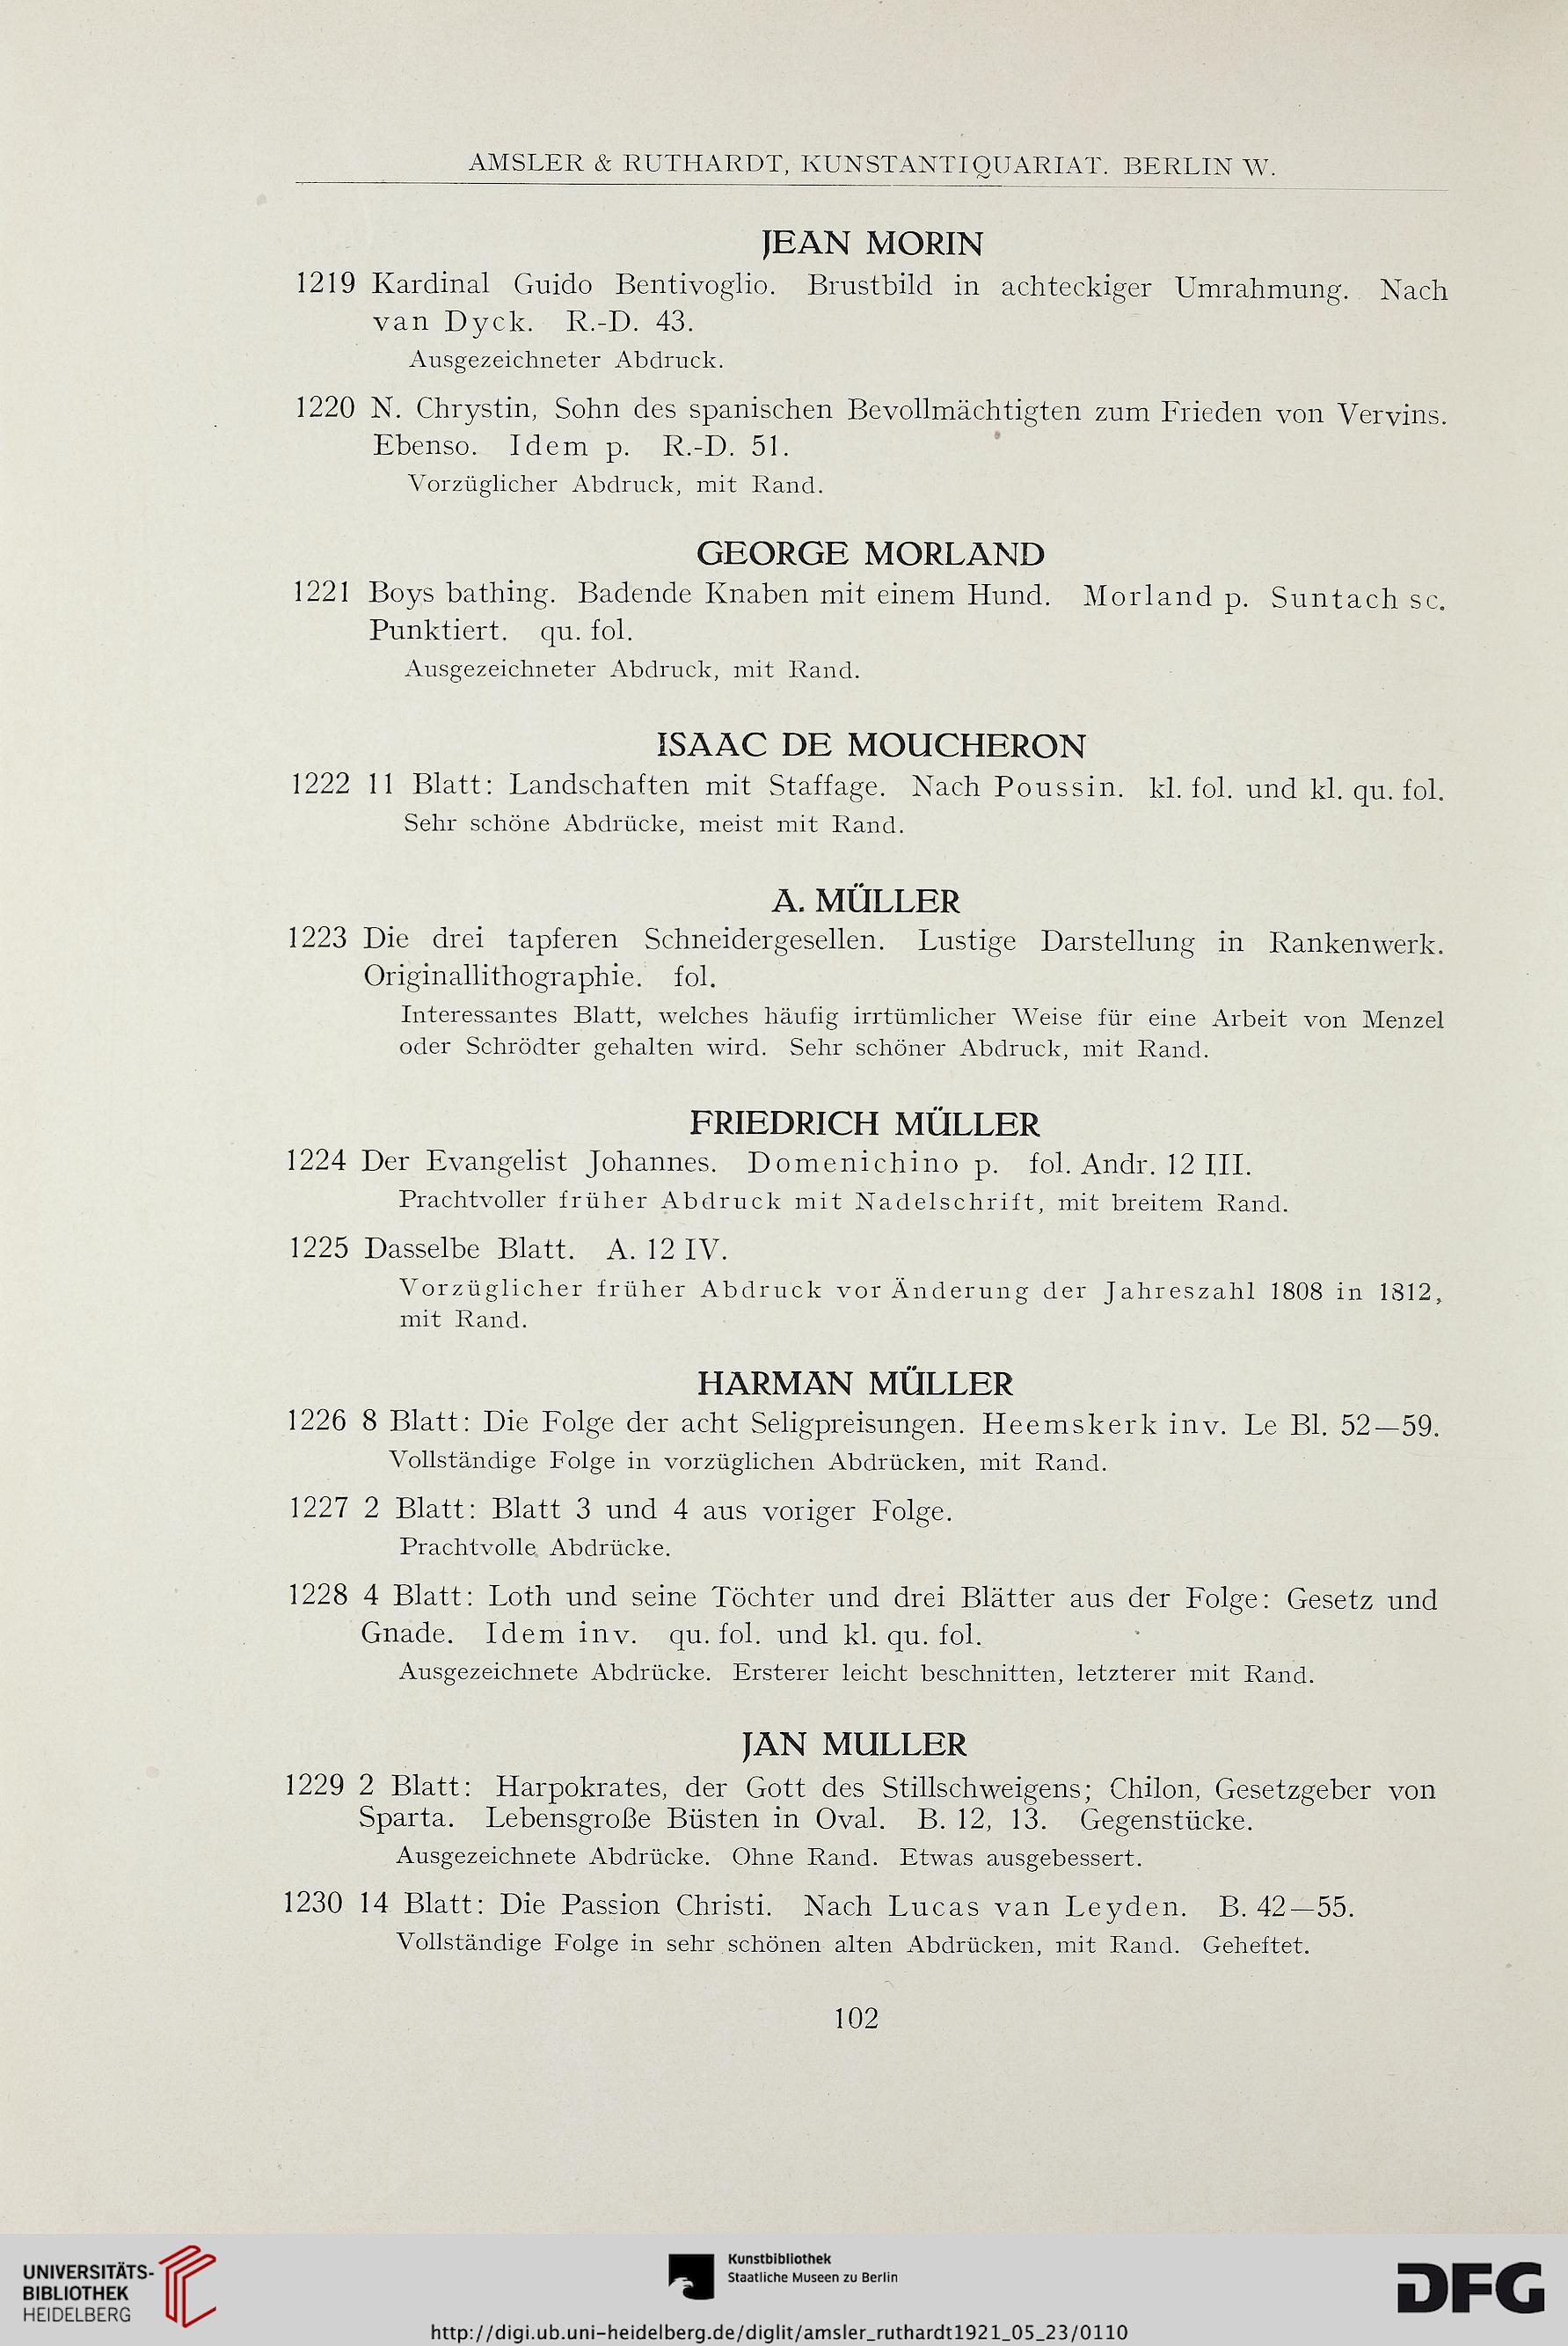 AMSLER & RUTHARDT, KUNSTANTIQUARIAT. BERLIN W.
JEAN MORIN
1219 Kardinal Guido Bentivoglio. Brustbild in achteckiger Umrahmung. Nach
van Dyck. R.-D. 43.
Ausgezeichneter Abdruck.
1220 N. Chrystin, Sohn des spanischen Bevollmächtigten zum Frieden von Vervins.
Ebenso. Idem p. R.-D. 51.
Vorzüglicher Abdruck, mit Rand.
GEORGE MORLAND
1221 Boys bathing. Badende Knaben mit einem Hund. Morland p. Suntach sc.
Punktiert. qu. fol.
Ausgezeichneter Abdruck, mit Rand.
ISAAC DE MOUCHERON
1222 11 Blatt: Landschaften mit Staffage. Nach Poussin. kl. fol. und kl. qu. fol.
Sehr schöne Abdrücke, meist mit Rand.
A. MÜLLER
1223 Die drei tapferen Schneidergesellen. Lustige Darstellung in Rankenwerk.
Originallithographie. fol.
Interessantes Blatt, welches häufig irrtümlicher Weise für eine Arbeit von Menzel
oder Schrödter gehalten wird. Sehr schöner Abdruck, mit Rand.
FRIEDRICH MÜLLER
1224 Der Evangelist Johannes. Domenichino p. fol. Andr. 12 III.
Prachtvoller früher Abdruck mit Nadelschrift, mit breitem Rand.
1225 Dasselbe Blatt. A. 12 IV.
Vorzüglicher früher Abdruck vor Änderung der Jahreszahl 1808 in 1812,
mit Rand.
HARMAN MÜLLER
1226 8 Blatt: Die Folge der acht Seligpreisungen. Heemskerk inv. Le Bl. 52—59.
Vollständige Folge in vorzüglichen Abdrücken, mit Rand.
1227 2 Blatt: Blatt 3 und 4 aus voriger Folge.
Prachtvolle Abdrücke.
1228 4 Blatt: Loth und seine Töchter und drei Blätter aus der Folge: Gesetz und
Gnade. Idem inv. qu. fol. und kl. qu. fol.
Ausgezeichnete Abdrücke. Ersterer leicht beschnitten, letzterer mit Rand.
JAN MULLER
1229 2 Blatt: Harpokrates, der Gott des Stillschweigens; Chilon, Gesetzgeber von
Sparta. Lebensgroße Büsten in Oval. B. 12, 13. Gegenstücke.
Ausgezeichnete Abdrücke. Ohne Rand. Etwas ausgebessert.
1230 14 Blatt: Die Passion Christi. Nach Lucas van Leyden. B. 42—55.
Vollständige Folge in sehr schönen alten Abdrücken, mit Rand. Geheftet.
102
UNIVERSITÄTS-
BIBLIOTHEK
HEIDELBERG
Kunstbibliothek
Staatliche Museen zu Berlin
DFG
http://digi.ub.uni-heidelberg.de/diglit/amsler_ruthardt1921_05_23/0110